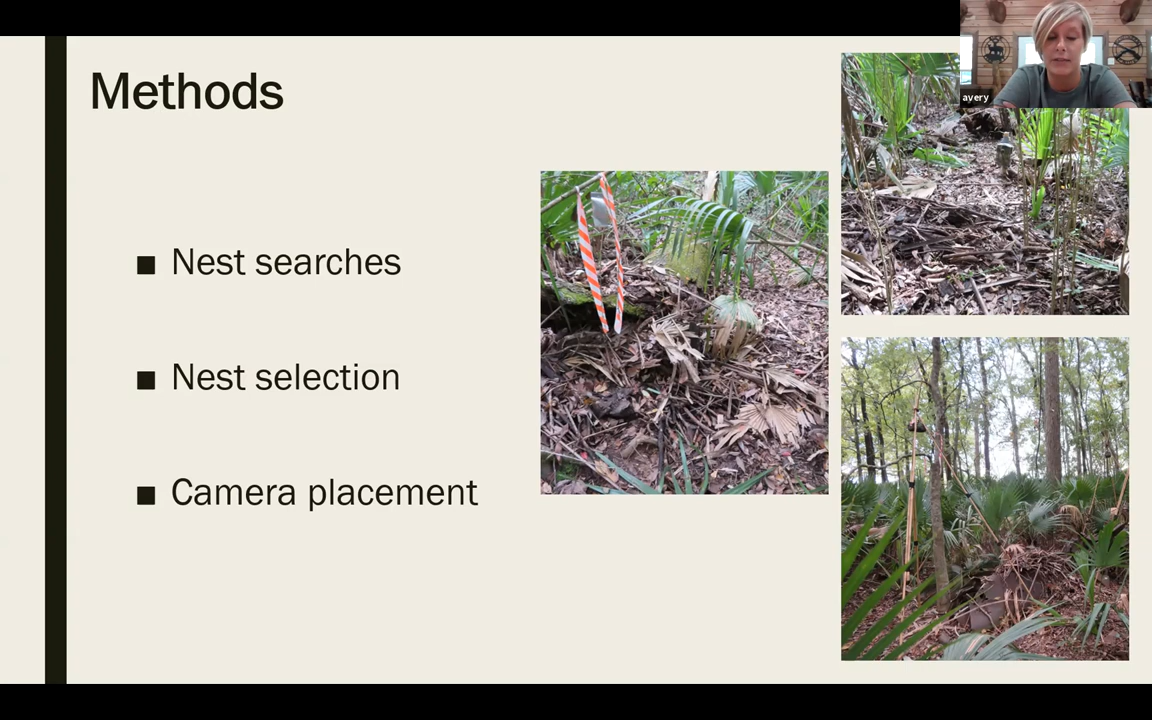 Methods
■ Nest searches
■ Nest selection
■ Camera placement
avery